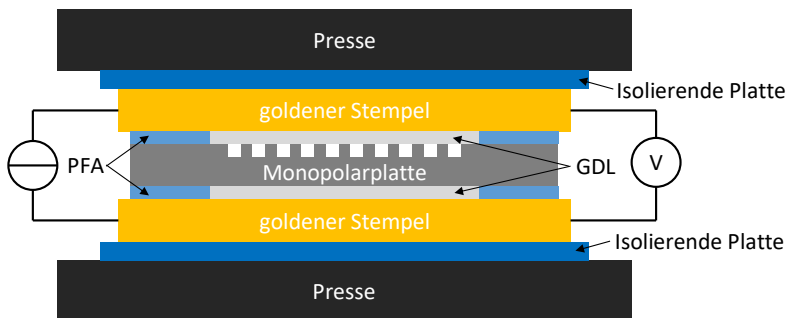 Presse
Isolierende Platte
goldener Stempel
PFA
Monopolarplatte
GDL
V
goldener Stempel
Isolierende Platte
Presse